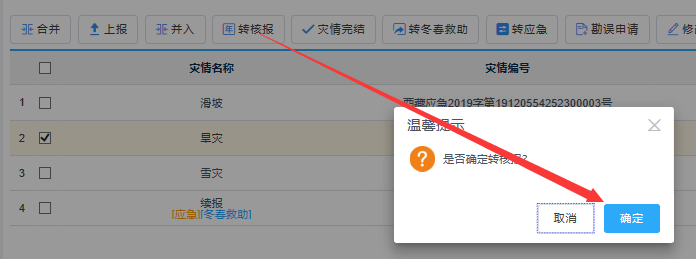 合并 上报 并入 转核报 灾情完结 转冬春救助 转应急 勘误申请
灾情名称 灾情编号
1 滑坡 西藏应急2019字第19120554252300003号
温馨提示
2 旱灾
是否确定转核报?
3 雪灾
4 续报
[应急][冬春救助]
取消 确定